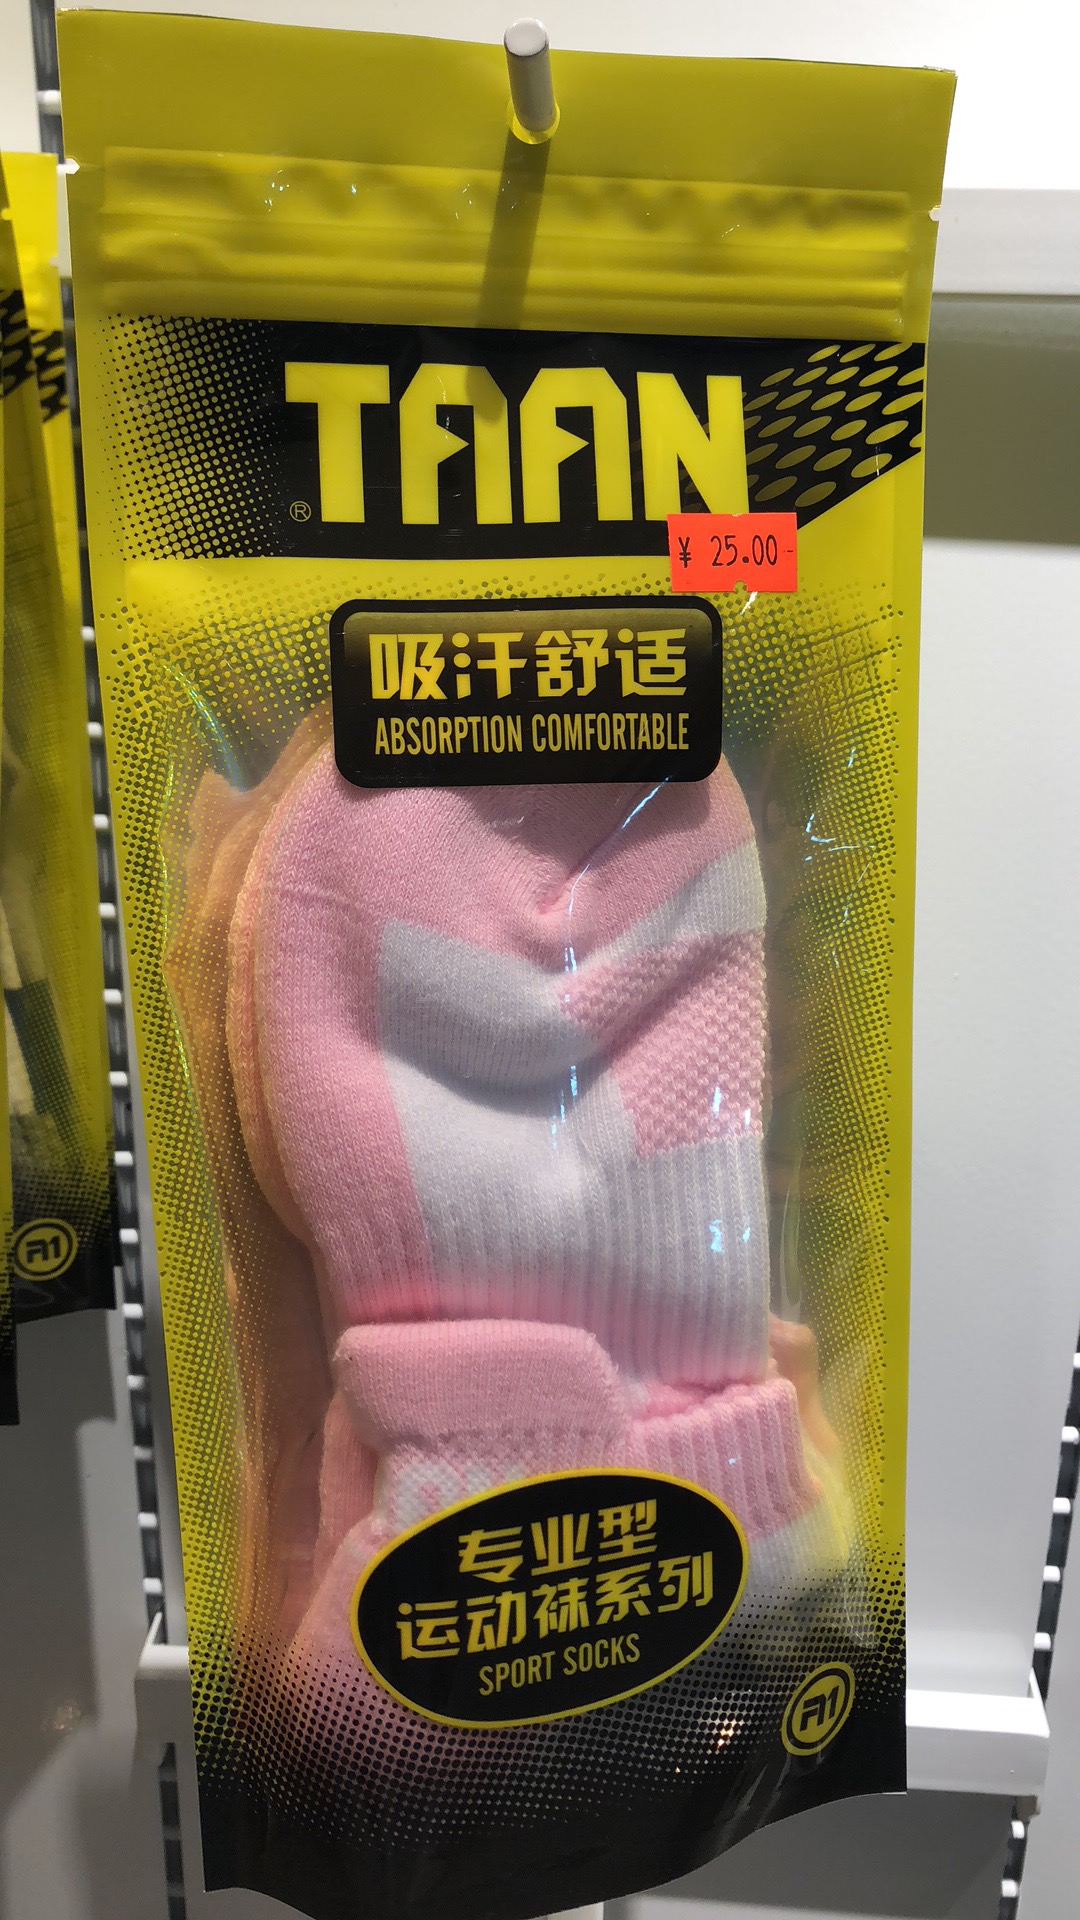 TAAN
®
¥ 25.00
吸汗舒适
ABSORPTION COMFORTABLE
专业型
运动袜系列
SPORT SOCKS